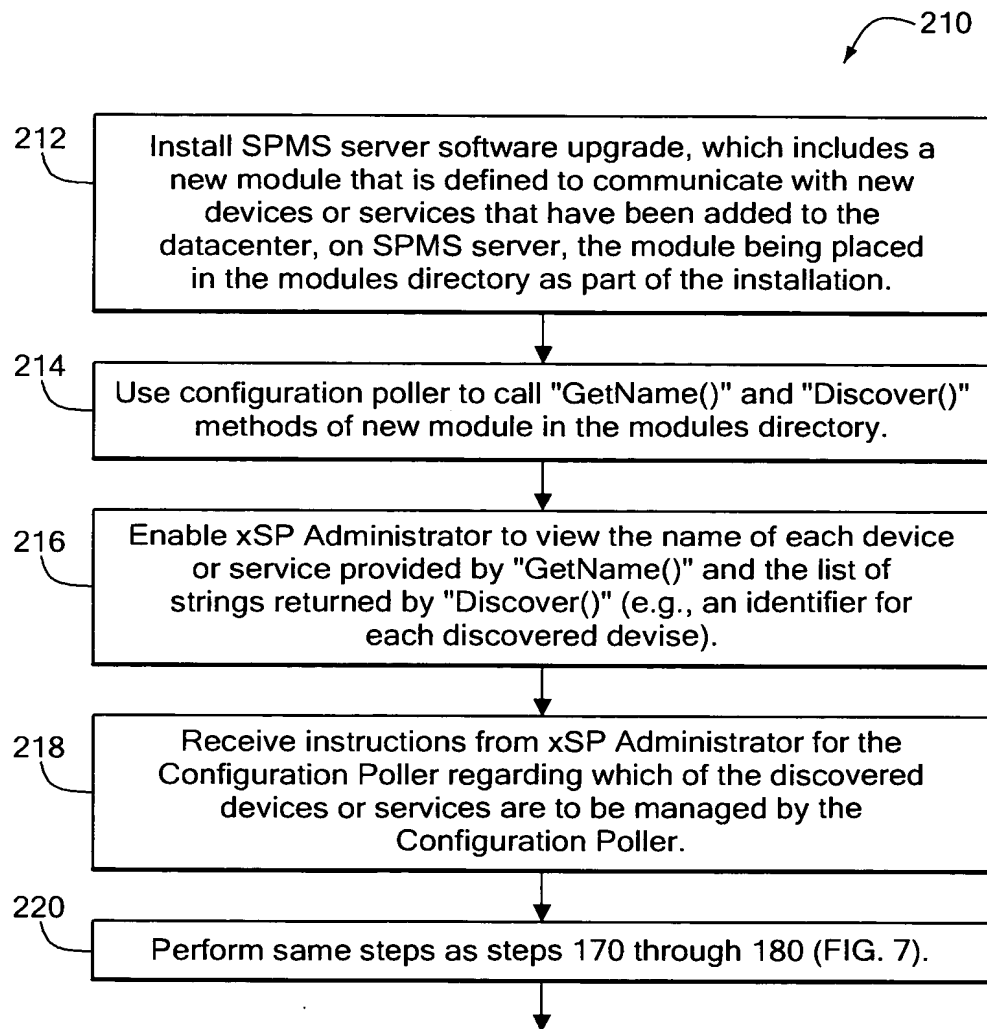 210
212
Install SPMS server software upgrade, which includes a
new module that is defined to communicate with new
devices or services that have been added to the
datacenter, on SPMS server, the module being placed
in the modules directory as part of the installation.
214
Use configuration poller to call "GetName()" and "Discover()"
methods of new module in the modules directory.
216
Enable xSP Administrator to view the name of each device
or service provided by "GetName()" and the list of
strings returned by "Discover()" (e.g., an identifier for
each discovered devise).
218
Receive instructions from xSP Administrator for the
Configuration Poller regarding which of the discovered
devices or services are to be managed by the
Configuration Poller.
220
Perform same steps as steps 170 through 180 (FIG. 7).